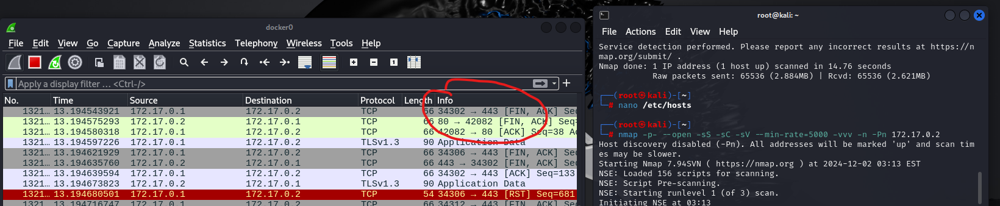 docker0
File Edit View Go Capture Analyze Statistics Telephony Wireless Tools Help
Apply a display filter ... <Ctrl-/>
No. Time Source Destination Protocol Length Info
1321... 13.194543921 172.17.0.1 172.17.0.2 TCP 66 34302 → 443 [FIN, ACK] Seq
1321... 13.194575293 172.17.0.2 172.17.0.1 TCP 66 80 → 42082 [FIN, ACK] Seq=
1321... 13.194580318 172.17.0.1 172.17.0.2 TCP 66 42082 → 80 [ACK] Seq=38 Ac
1321... 13.194597226 172.17.0.1 172.17.0.2 TLSv1.3 90 Application Data
1321... 13.194621929 172.17.0.1 172.17.0.2 TCP 66 34306 → 443 [FIN, ACK] Sec
1321... 13.194635760 172.17.0.2 172.17.0.1 TCP 66 443 → 34302 [FIN, ACK] Sec
1321... 13.194639594 172.17.0.1 172.17.0.2 TCP 66 34302 → 443 [ACK] Seq=133
1321... 13.194673823 172.17.0.2 172.17.0.1 TLSv1.3 90 Application Data
1321... 13.194680501 172.17.0.1 172.17.0.2 TCP 54 34306 → 443 [RST] Seq=681
1321... 13.194716747 172.17.0.1 172.17.0.2 TCP 66 34312 → 443 [FIN, ACK] Sec
root@kali: ~
File Actions Edit View Help
Service detection performed. Please report any incorrect results at https://n
map.org/submit/ .
Nmap done: 1 IP address (1 host up) scanned in 14.76 seconds
Raw packets sent: 65536 (2.884MB) | Rcvd: 65536 (2.621MB)
┌──(root㉿kali)-[~]
└─# nano /etc/hosts
┌──(root㉿kali)-[~]
└─# nmap -p- --open -sS -sC -sV --min-rate=5000 -vvv -n -Pn 172.17.0.2
Host discovery disabled (-Pn). All addresses will be marked 'up' and scan tim
es may be slower.
Starting Nmap 7.94SVN ( https://nmap.org ) at 2024-12-02 03:13 EST
NSE: Loaded 156 scripts for scanning.
NSE: Script Pre-scanning.
NSE: Starting runlevel 1 (of 3) scan.
Initiating NSE at 03:13